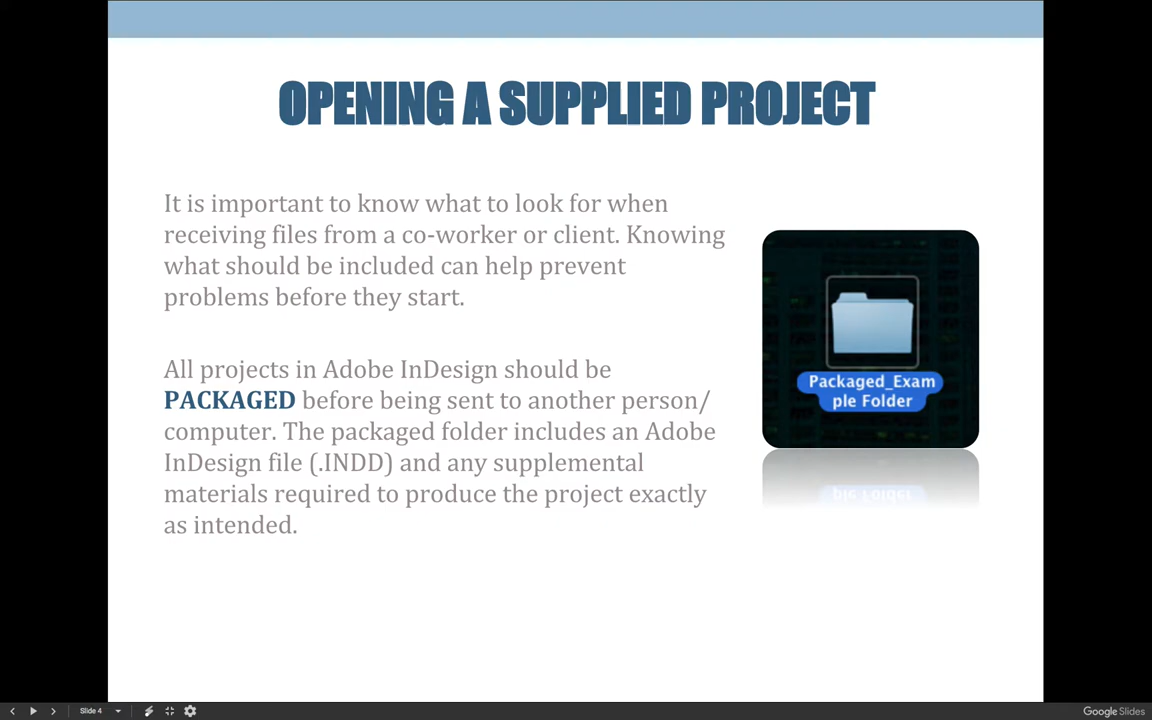 OPENING A SUPPLIED PROJECT
It is important to know what to look for when
receiving files from a co-worker or client. Knowing
what should be included can help prevent
problems before they start.
All projects in Adobe InDesign should be
PACKAGED before being sent to another person/
computer. The packaged folder includes an Adobe
InDesign file (.INDD) and any supplemental
materials required to produce the project exactly
as intended.
Packaged_Exam
ple Folder
Slide 4
Google Slides